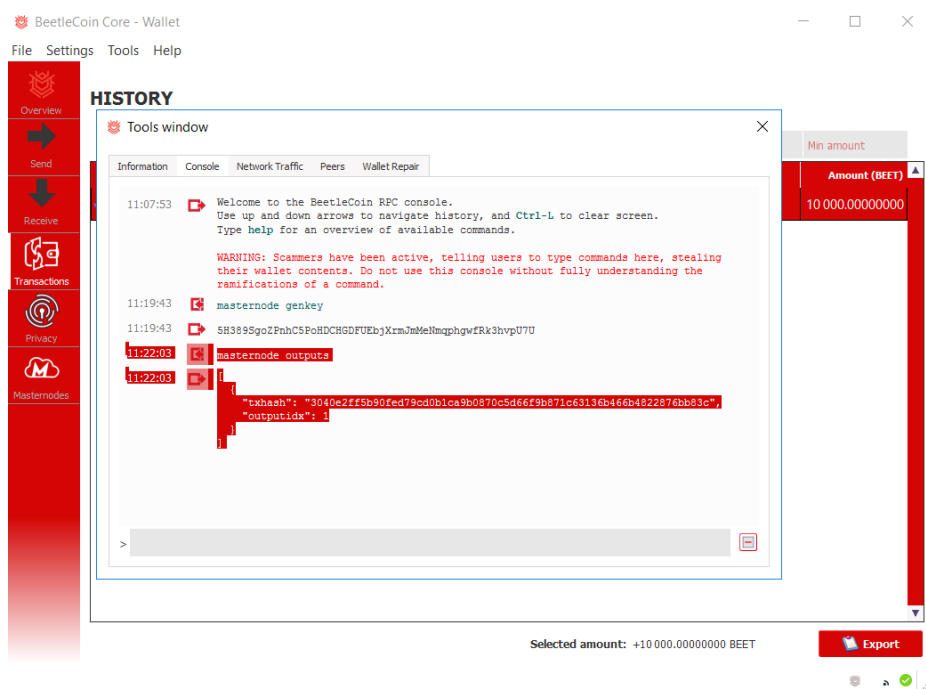 BeetleCoin Core - Wallet
File Settings Tools Help
Overview
Send
Receive
Transactions
Privacy
Masternodes
HISTORY
Min amount
Amount (BEET)
10 000.00000000
Tools window
Information Console Network Traffic Peers Wallet Repair
11:07:53 Welcome to the BeetleCoin RPC console.
Use up and down arrows to navigate history, and Ctrl-L to clear screen.
Type help for an overview of available commands.
WARNING: Scammers have been active, telling users to type commands here, stealing
their wallet contents. Do not use this console without fully understanding the
ramifications of a command.
11:19:43 masternode genkey
11:19:43 5H389SgoZPnhC5PoHDCHGDFUEbjXrmJmMeNmqphgwfRk3hvpU7U
11:22:03 masternode outputs
11:22:03 [
{
"txhash": "3040e2ff5b90fed79cd0b1ca9b0870c5d66f9b871c63136b466b4822876bb83c",
"outputidx": 1
}
]
>
Selected amount: +10 000.00000000 BEET
Export